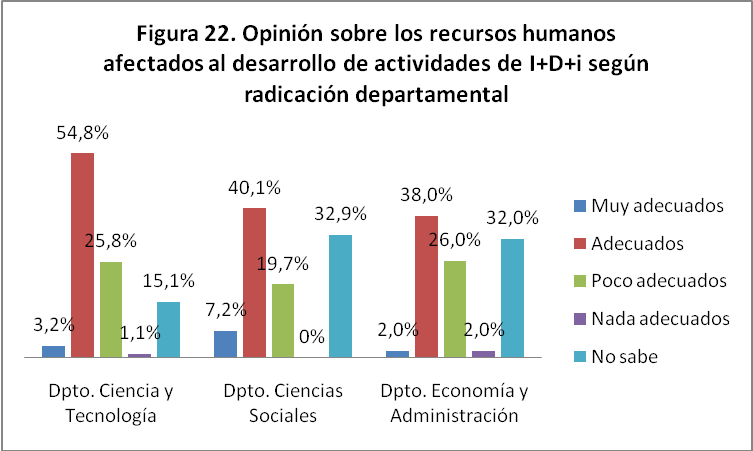 Figura 22. Opinión sobre los recursos humanos
afectados al desarrollo de actividades de I+D+i según
radicación departamental
54,8%
40,1%
38,0%
32,9%
32,0%
25,8%
26,0%
19,7%
15,1%
7,2%
3,2%
1,1%
0%
2,0%
2,0%
Muy adecuados
Adecuados
Poco adecuados
Nada adecuados
No sabe
Dpto. Ciencia y
Tecnología
Dpto. Ciencias
Sociales
Dpto. Economía y
Administración